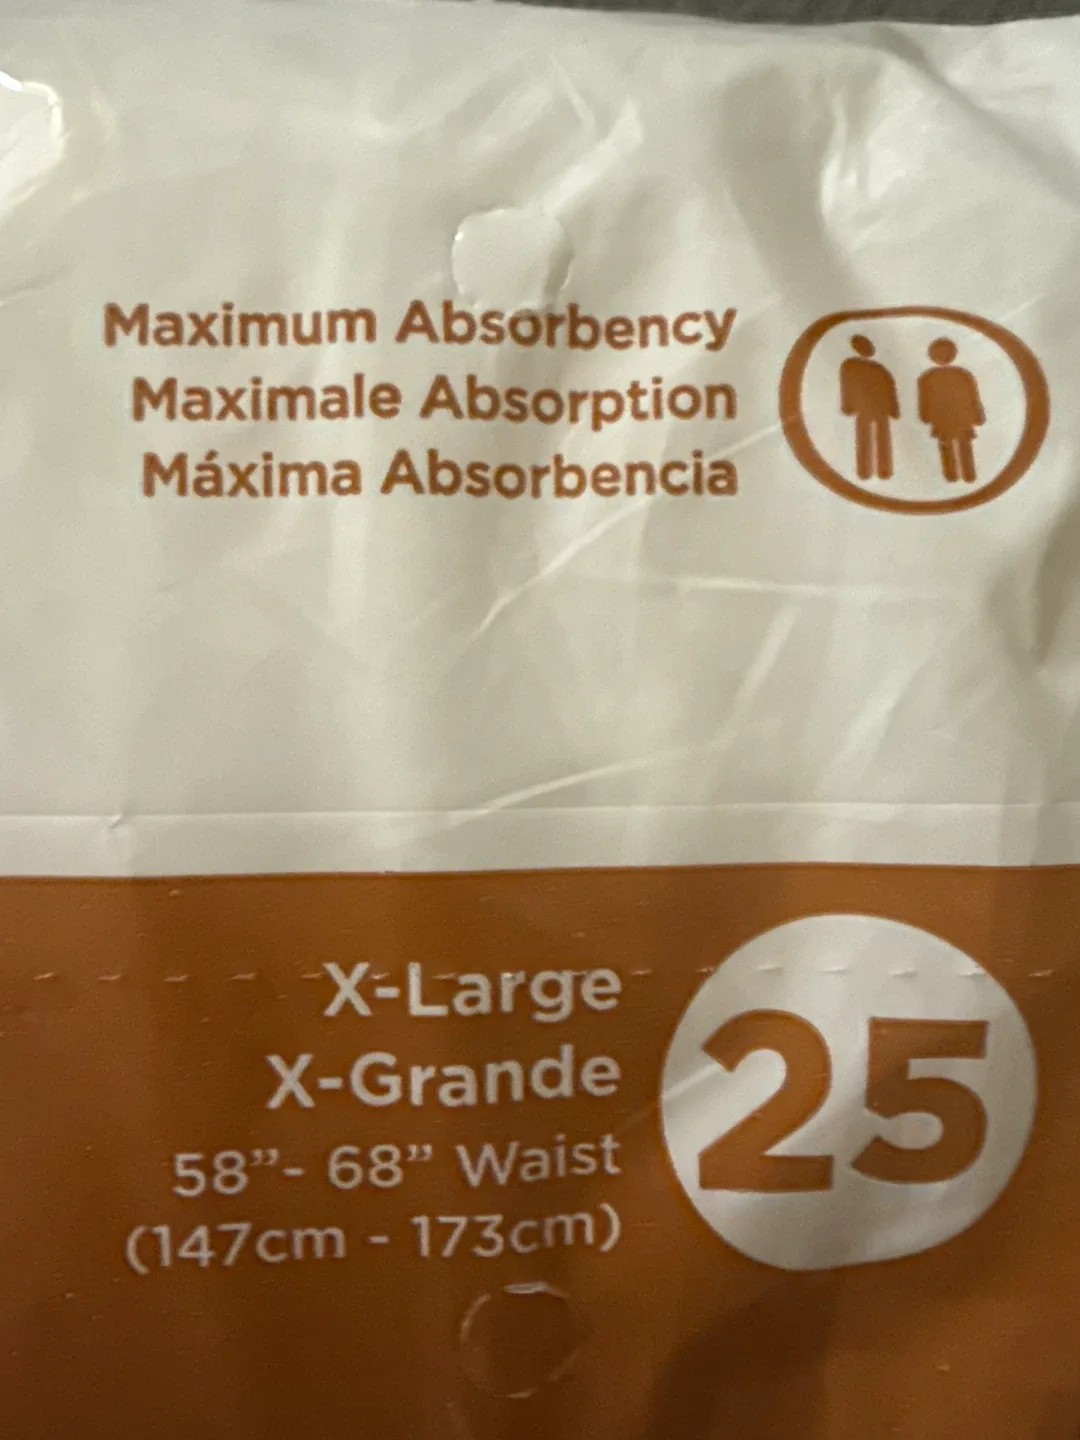 Maximum Absorbency
Maximale Absorption
Máxima Absorbencia
X-Large
X-Grande
58”- 68” Waist
(147cm - 173cm)
25